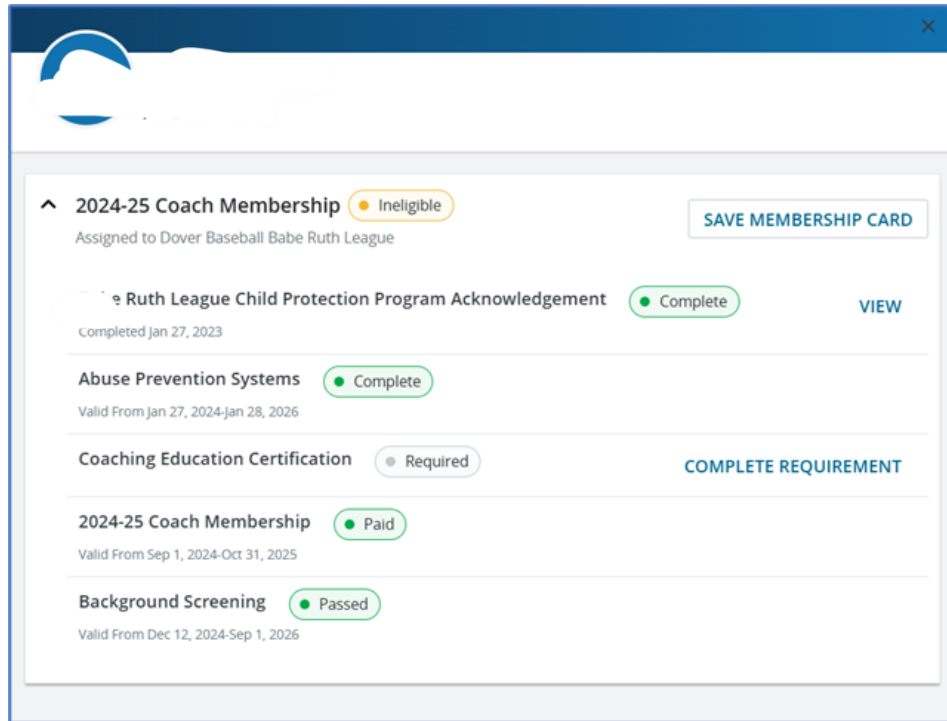 2024-25 Coach Membership Ineligible
SAVE MEMBERSHIP CARD
Assigned to Dover Baseball Babe Ruth League
Ruth League Child Protection Program Acknowledgement Complete
VIEW
Completed Jan 27, 2023
Abuse Prevention Systems Complete
Valid From Jan 27, 2024-Jan 28, 2026
Coaching Education Certification Required
COMPLETE REQUIREMENT
2024-25 Coach Membership Paid
Valid From Sep 1, 2024-Oct 31, 2025
Background Screening Passed
Valid From Dec 12, 2024-Sep 1, 2026